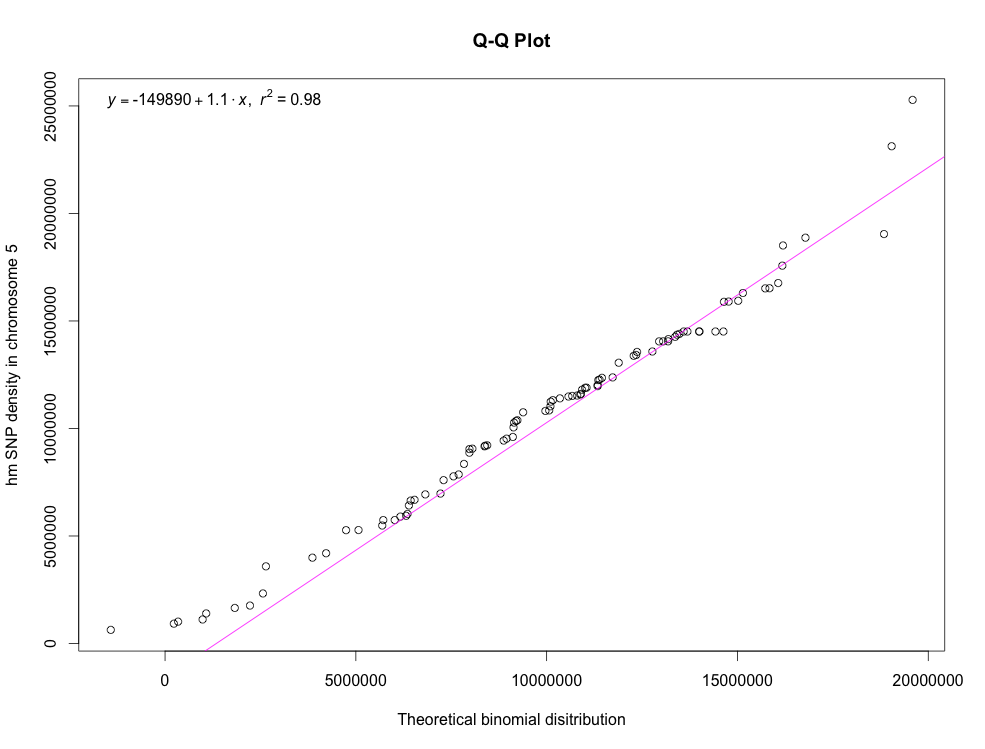 Q-Q Plot
y = -149890 + 1.1 · x, r² = 0.98
hm SNP density in chromosome 5
25000000
20000000
15000000
10000000
5000000
0
0 5000000 10000000 15000000 20000000
Theoretical binomial disitribution